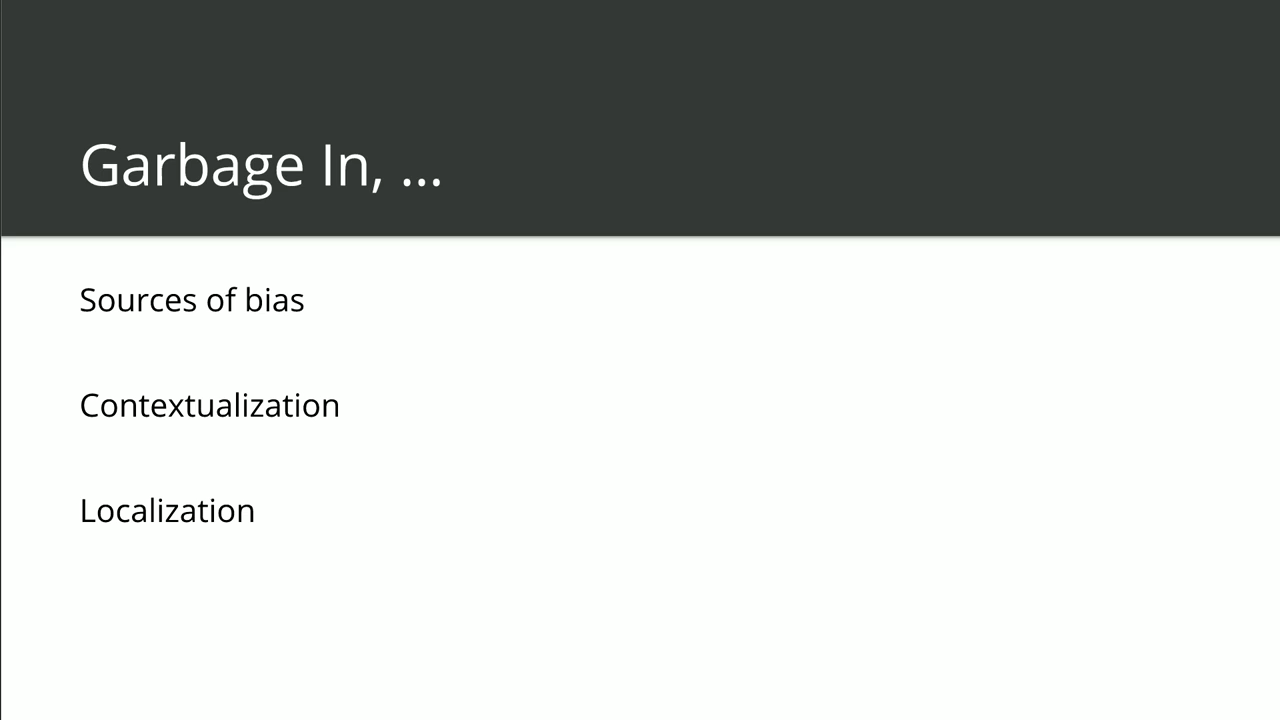 Garbage In, ...
Sources of bias
Contextualization
Localization